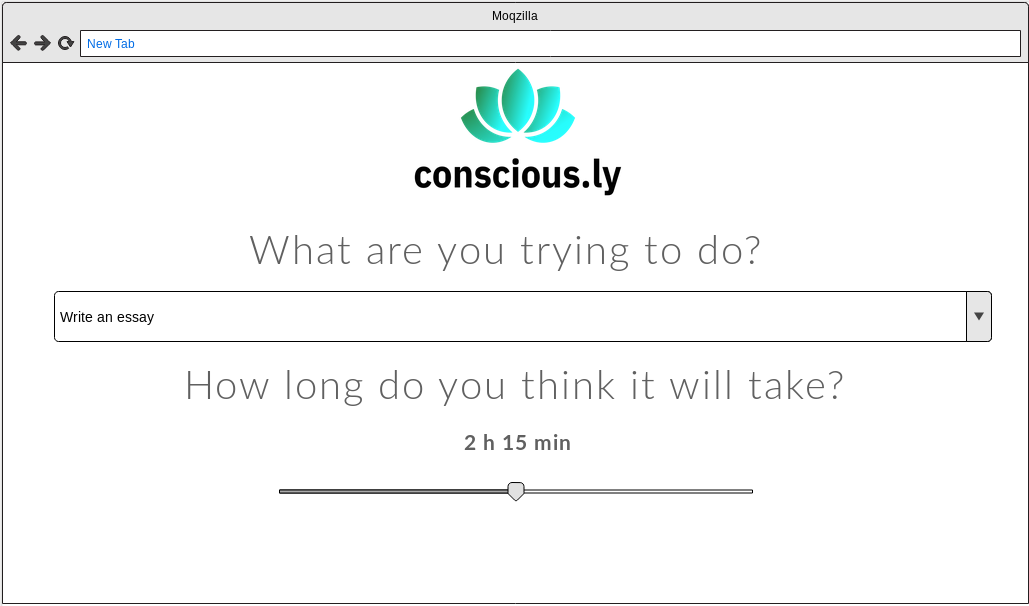 Moqzilla
New Tab
conscious.ly
What are you trying to do?
Write an essay
How long do you think it will take?
2 h 15 min